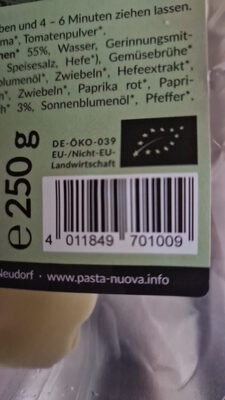 ben und 4 – 6 Minuten ziehen lassen.
ma*, Tomatenpulver*.
hen* 55%, Wasser, Gerinnungsmit-
Speisesalz, Hefe*), Gemüsebrühe*
blumenöl*, Zwiebeln*, Hefeextrakt*,
*, Zwiebeln*, Paprika rot*, Papri-
h* 3%, Sonnenblumenöl*, Pfeffer*.
e 250 g
DE-ÖKO-039
EU-/Nicht-EU-
Landwirtschaft
4 011849 701009
Neudorf · www.pasta-nuova.info